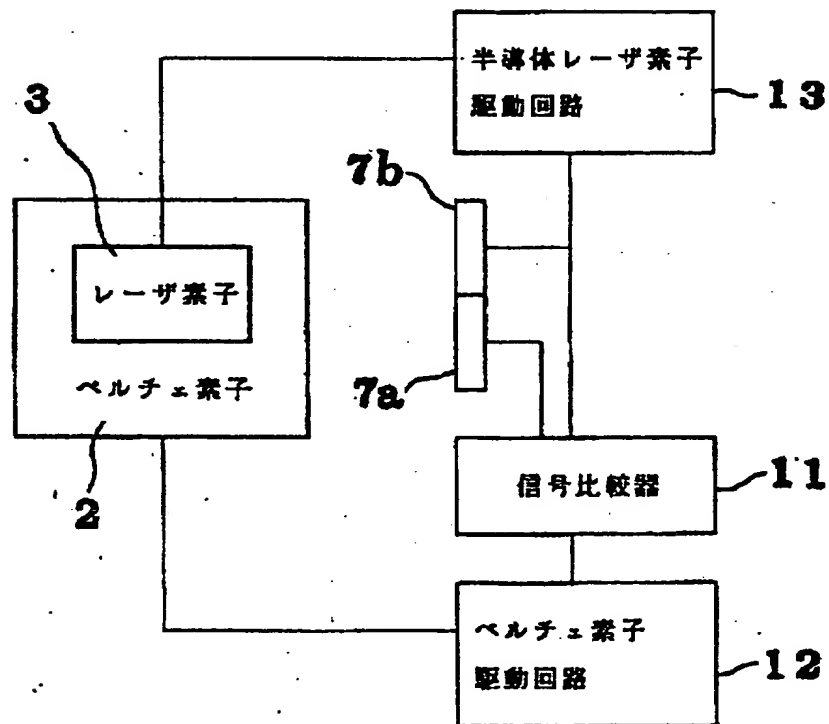 半導体レーザ素子
駆動回路
13
3
7b
レーザ素子
ペルチェ素子
7a
2
信号比較器
11
ペルチェ素子
駆動回路
12